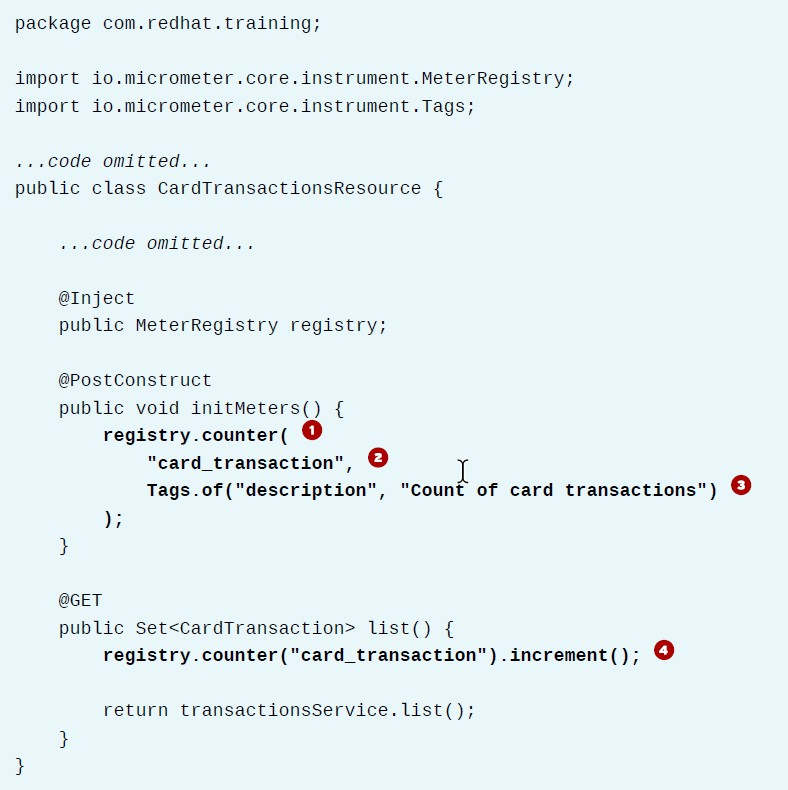 package com.redhat.training;
import io.micrometer.core.instrument.MeterRegistry;
import io.micrometer.core.instrument.Tags;
...code omitted...
public class CardTransactionsResource {
...code omitted...
@Inject
public MeterRegistry registry;
@PostConstruct
public void initMeters() {
registry.counter( 1
"card_transaction", 2
Tags.of("description", "Count of card transactions") 3
);
}
@GET
public Set<CardTransaction> list() {
registry.counter("card_transaction").increment(); 4
return transactionsService.list();
}
}